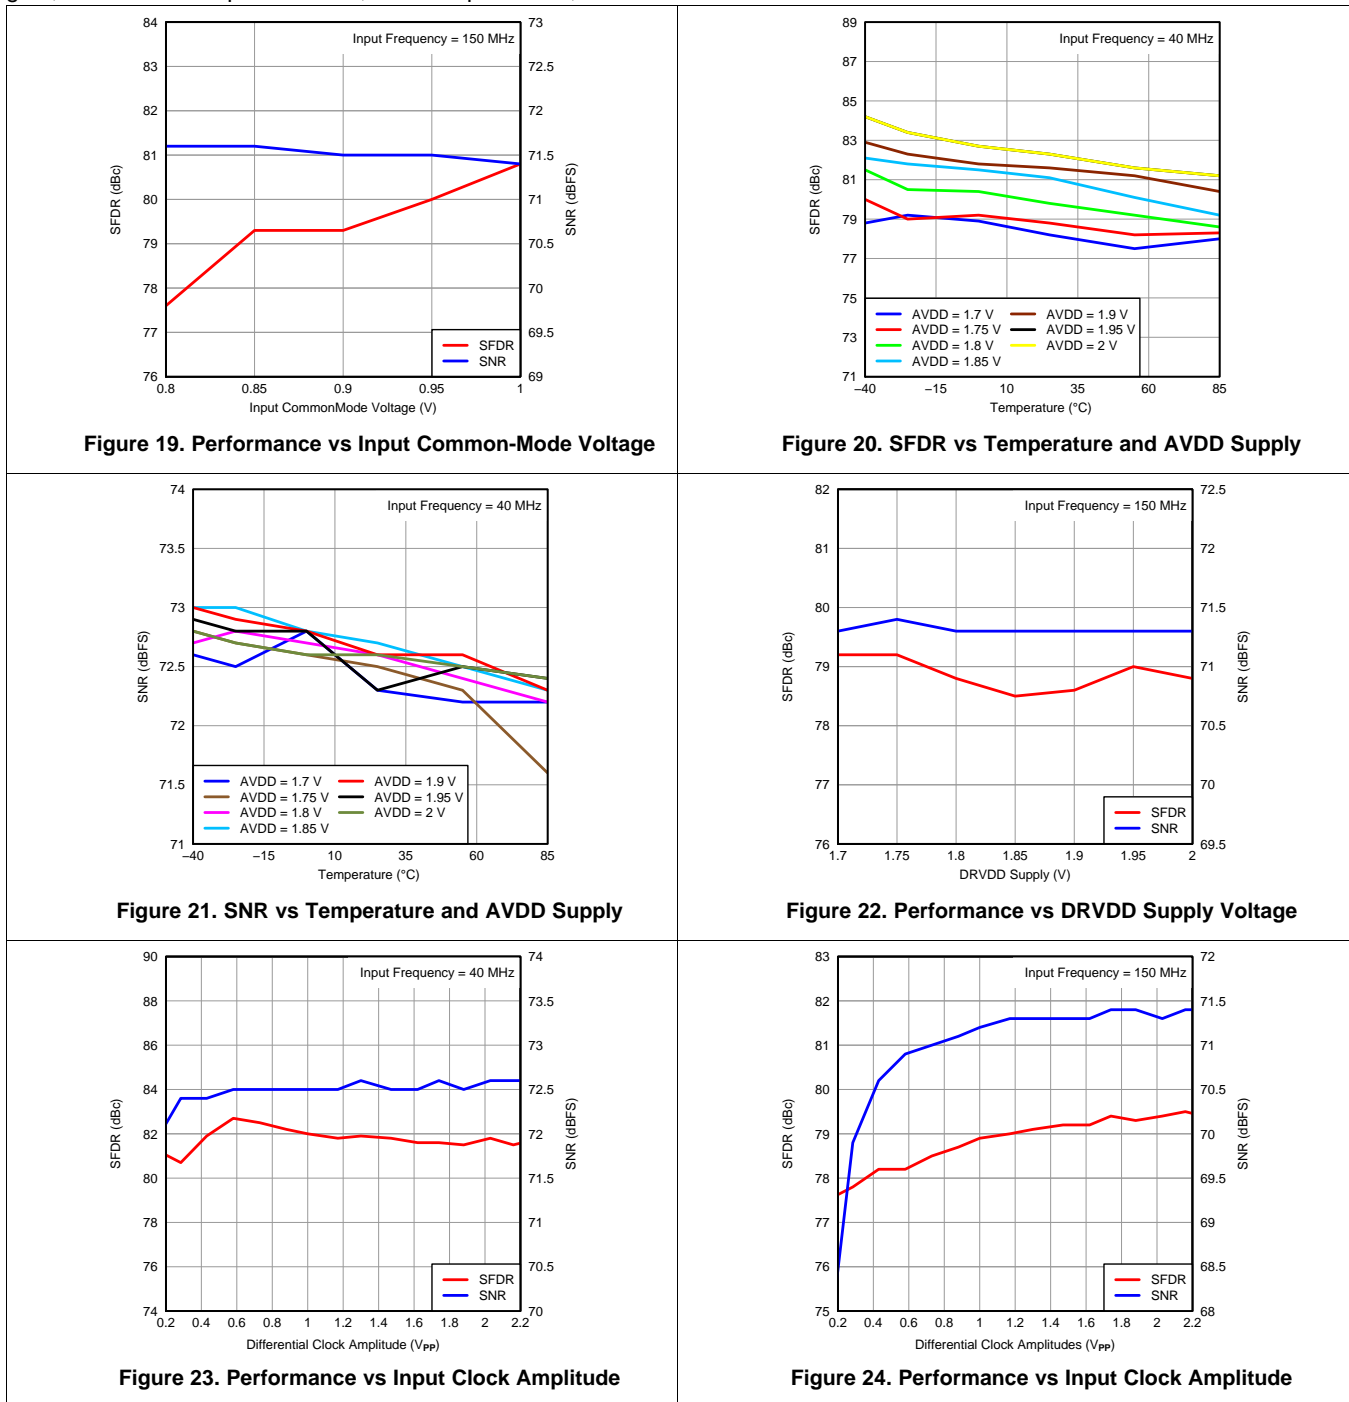 84
83
82
81
80
79
78
77
76
73
72.5
72
71.5
71
70.5
70
69.5
69
0.8 0.85 0.9 0.95 1
Input Frequency = 150 MHz
SFDR (dBc)
SNR (dBFS)
SFDR
SNR
Input CommonMode Voltage (V)
Figure 19. Performance vs Input Common-Mode Voltage
89
87
85
83
81
79
77
75
73
71
−40 −15 10 35 60 85
Input Frequency = 40 MHz
SFDR (dBc)
AVDD = 1.7 V
AVDD = 1.75 V
AVDD = 1.8 V
AVDD = 1.85 V
AVDD = 1.9 V
AVDD = 1.95 V
AVDD = 2 V
Temperature (°C)
Figure 20. SFDR vs Temperature and AVDD Supply
74
73.5
73
72.5
72
71.5
71
−40 −15 10 35 60 85
Input Frequency = 40 MHz
SNR (dBFS)
AVDD = 1.7 V
AVDD = 1.75 V
AVDD = 1.8 V
AVDD = 1.85 V
AVDD = 1.9 V
AVDD = 1.95 V
AVDD = 2 V
Temperature (°C)
Figure 21. SNR vs Temperature and AVDD Supply
82
81
80
79
78
77
76
72.5
72
71.5
71
70.5
70
69.5
1.7 1.75 1.8 1.85 1.9 1.95 2
Input Frequency = 150 MHz
SFDR (dBc)
SNR (dBFS)
SFDR
SNR
DRVDD Supply (V)
Figure 22. Performance vs DRVDD Supply Voltage
90
88
86
84
82
80
78
76
74
74
73.5
73
72.5
72
71.5
71
70.5
70
0.2 0.4 0.6 0.8 1 1.2 1.4 1.6 1.8 2 2.2
Input Frequency = 40 MHz
SFDR (dBc)
SNR (dBFS)
SFDR
SNR
Differential Clock Amplitude (VPP)
Figure 23. Performance vs Input Clock Amplitude
83
82
81
80
79
78
77
76
75
72
71.5
71
70.5
70
69.5
69
68.5
68
0.2 0.4 0.6 0.8 1 1.2 1.4 1.6 1.8 2 2.2
Input Frequency = 150 MHz
SFDR (dBc)
SNR (dBFS)
SFDR
SNR
Differential Clock Amplitudes (VPP)
Figure 24. Performance vs Input Clock Amplitude